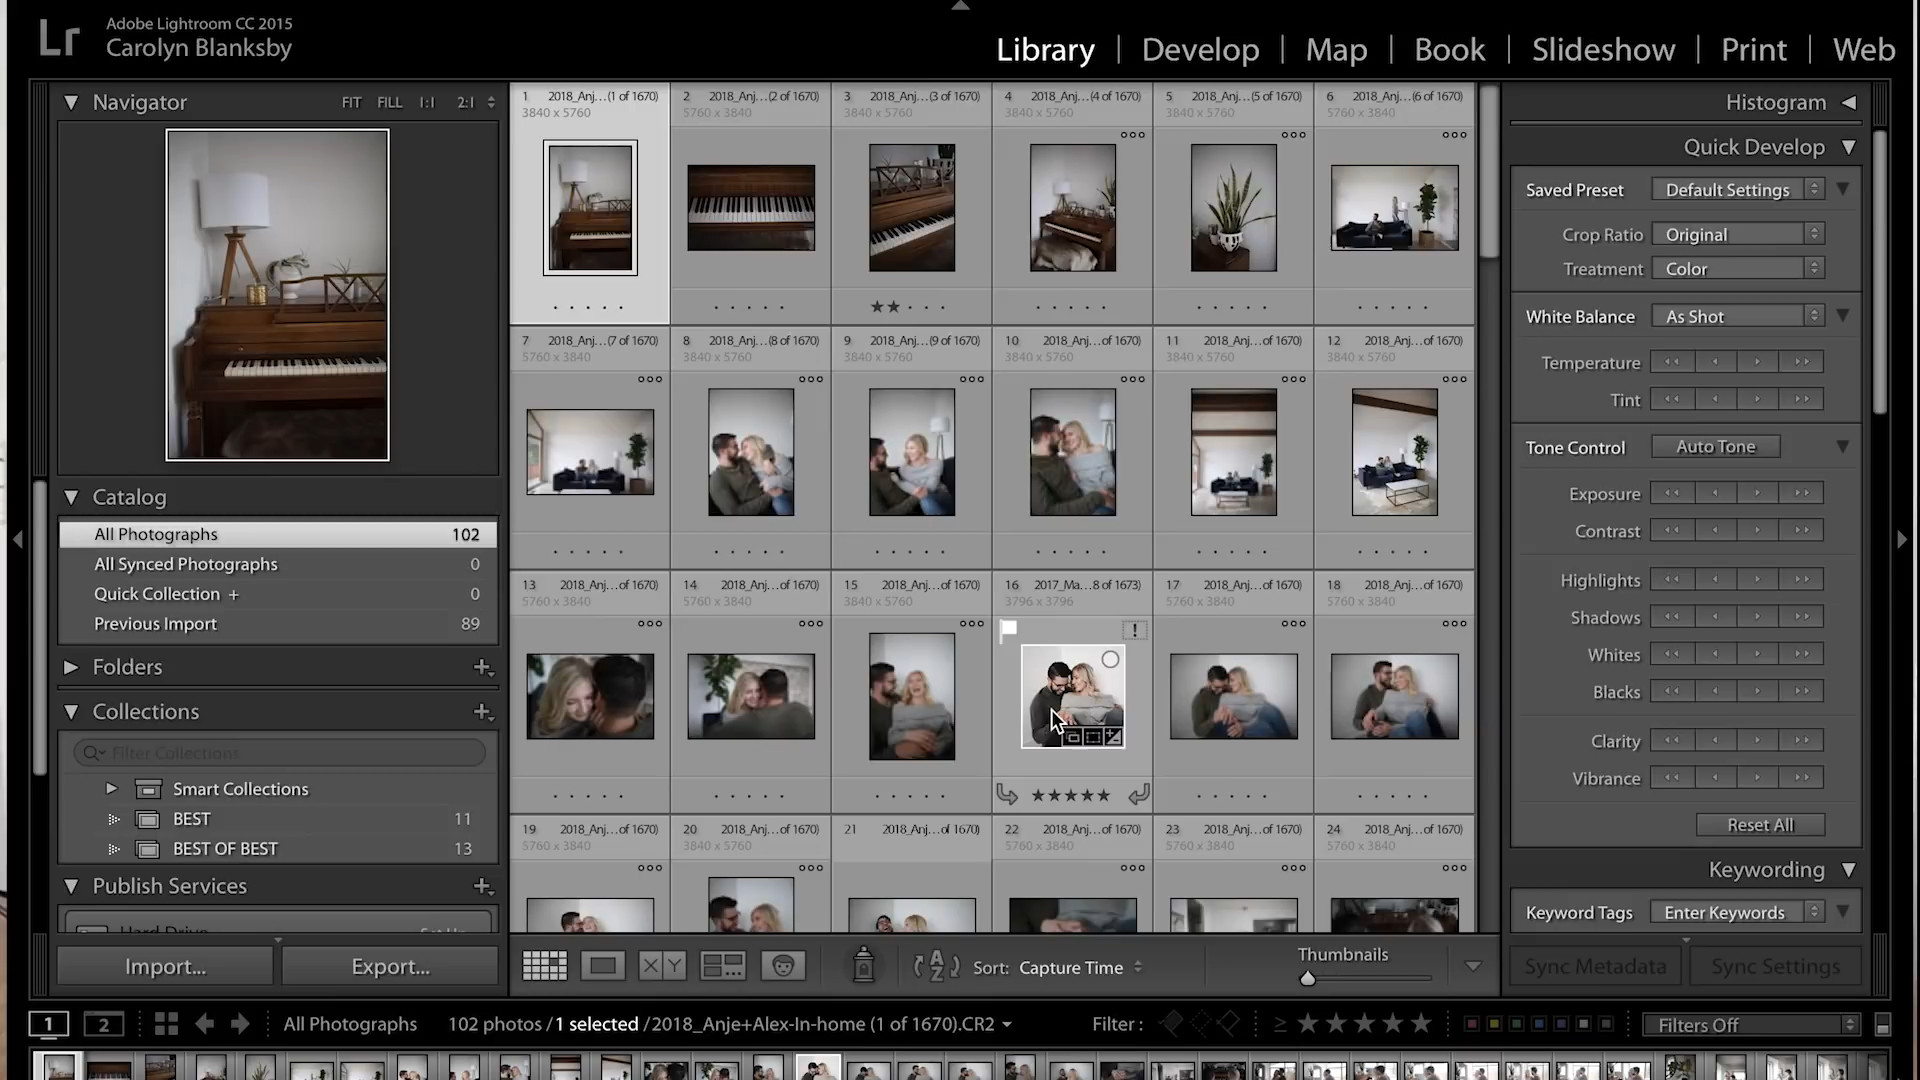 Lr
Adobe Lightroom CC 2015
Carolyn Blanksby
Library | Develop | Map | Book | Slideshow | Print | Web
Navigator FIT FILL 1:1 2:1
Catalog
All Photographs 102
All Synced Photographs 0
Quick Collection + 0
Previous Import 89
Folders
Collections
Filter Collections
Smart Collections
BEST 11
BEST OF BEST 13
Publish Services
Hard Drive Set Up
Import... Export...
1 2018_Anj...(1 of 1670) 2 2018_Anj...(2 of 1670) 3 2018_Anj...(3 of 1670) 4 2018_Anj...(4 of 1670) 5 2018_Anj...(5 of 1670) 6 2018_Anj...(6 of 1670)
3840 x 5760 5760 x 3840 3840 x 5760 3840 x 5760 3840 x 5760 5760 x 3840
7 2018_Anj...(7 of 1670) 8 2018_Anj...(8 of 1670) 9 2018_Anj...(9 of 1670) 10 2018_Anj...of 1670) 11 2018_Anj...of 1670) 12 2018_Anj...of 1670)
5760 x 3840 3840 x 5760 3840 x 5760 3840 x 5760 3840 x 5760 3840 x 5760
13 2018_Anj...of 1670) 14 2018_Anj...of 1670) 15 2018_Anj...of 1670) 16 2017_Ma...8 of 1673) 17 2018_Anj...of 1670) 18 2018_Anj...of 1670)
5760 x 3840 5760 x 3840 3840 x 5760 3796 x 3796 5760 x 3840 5760 x 3840
19 2018_Anj...of 1670) 20 2018_Anj...of 1670) 21 2018_Anj...of 1670) 22 2018_Anj...of 1670) 23 2018_Anj...of 1670) 24 2018_Anj...of 1670)
5760 x 3840 3840 x 5760 5760 x 3840 5760 x 3840 5760 x 3840
X Y
A Z Sort: Capture Time
Thumbnails
Histogram
Quick Develop
Saved Preset Default Settings
Crop Ratio Original
Treatment Color
White Balance As Shot
Temperature
Tint
Tone Control Auto Tone
Exposure
Contrast
Highlights
Shadows
Whites
Blacks
Clarity
Vibrance
Reset All
Keywording
Keyword Tags Enter Keywords
Sync Metadata Sync Settings
1 2 All Photographs 102 photos / 1 selected / 2018_Anje+Alex-In-home (1 of 1670).CR2 Filter : ≥ ★★★★★ Filters Off